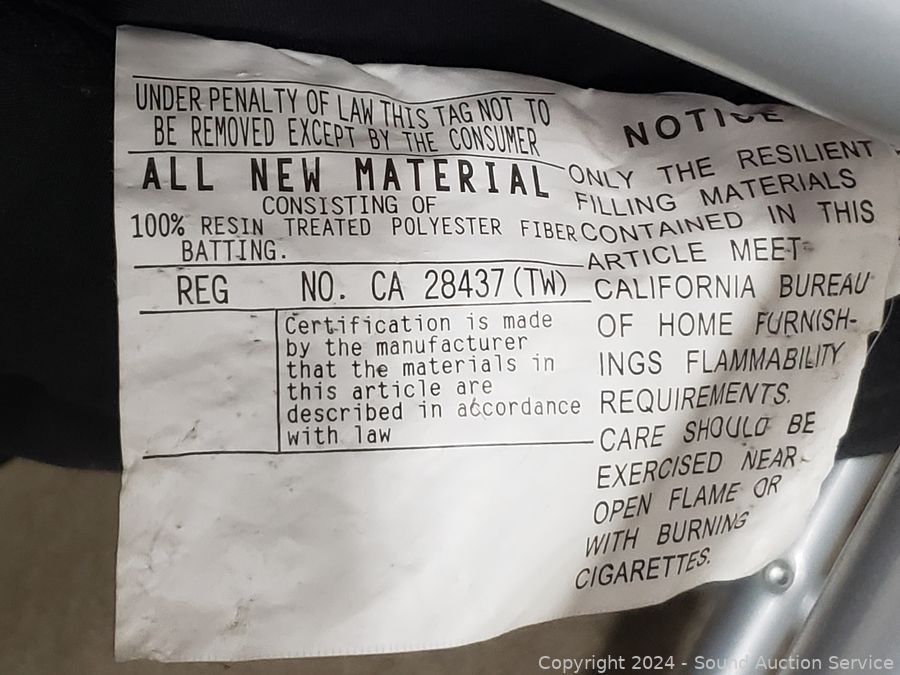 UNDER PENALTY OF LAW THIS TAG NOT TO
BE REMOVED EXCEPT BY THE CONSUMER
ALL NEW MATERIAL
CONSISTING OF
100% RESIN TREATED POLYESTER FIBER
BATTING.
REG NO. CA 28437(TW)
Certification is made
by the manufacturer
that the materials in
this article are
described in accordance
with law
NOTICE
ONLY THE RESILIENT
FILLING MATERIALS
CONTAINED IN THIS
ARTICLE MEET
CALIFORNIA BUREAU
OF HOME FURNISH-
INGS FLAMMABILITY
REQUIREMENTS.
CARE SHOULD BE
EXERCISED NEAR
OPEN FLAME OR
WITH BURNING
CIGARETTES.
Copyright 2024 - Sound Auction Service